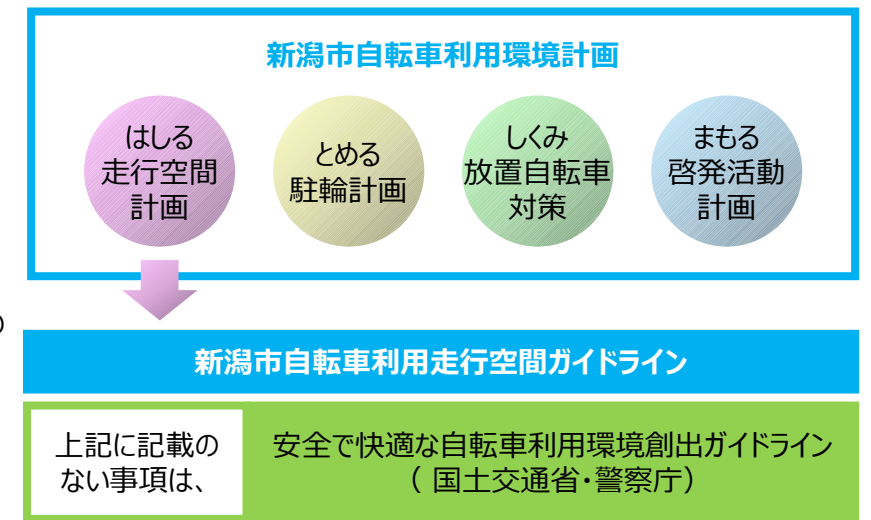 新潟市自転車利用環境計画
はしる
走行空間
計画
とめる
駐輪計画
しくみ
放置自転車
対策
まもる
啓発活動
計画
新潟市自転車利用走行空間ガイドライン
上記に記載の
ない事項は、
安全で快適な自転車利用環境創出ガイドライン
（ 国土交通省・警察庁）